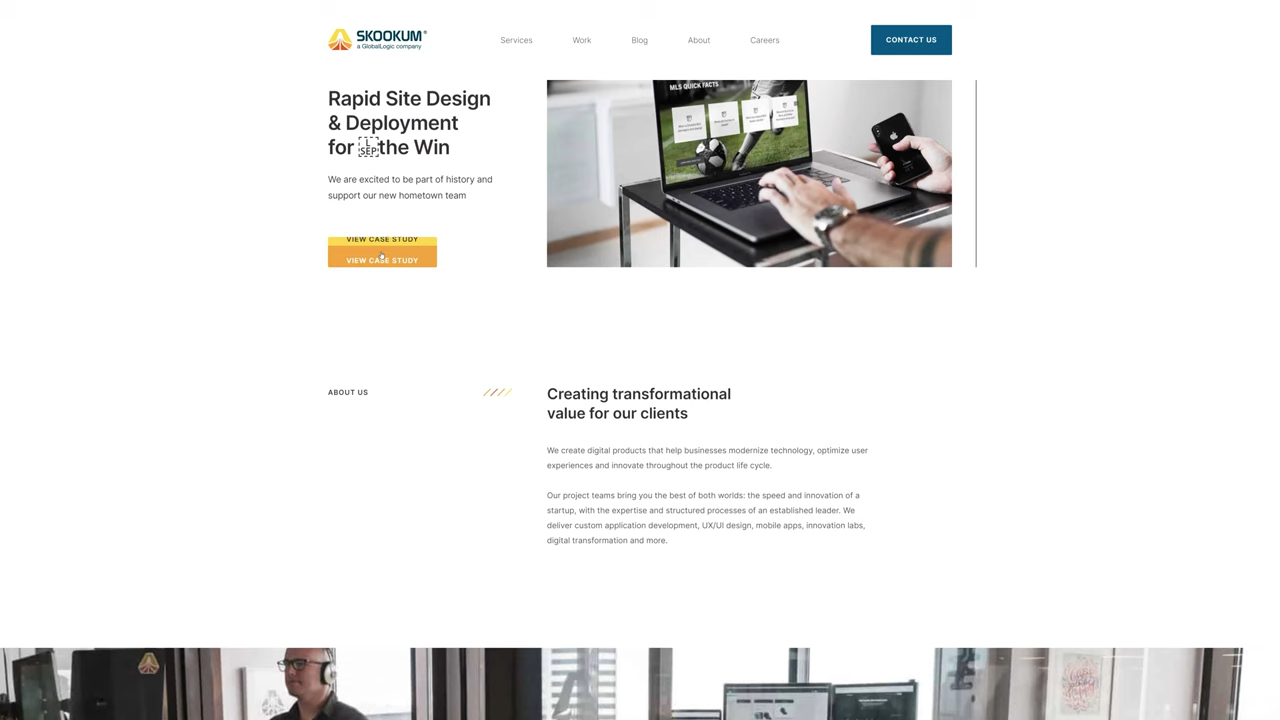 SKOOKUM®
a GlobalLogic company
Services
Work
Blog
About
Careers
CONTACT US
Rapid Site Design
& Deployment
for L SEP the Win
We are excited to be part of history and
support our new hometown team
VIEW CASE STUDY
VIEW CASE STUDY
MLS QUICK FACTS
ABOUT US
Creating transformational
value for our clients
We create digital products that help businesses modernize technology, optimize user
experiences and innovate throughout the product life cycle.
Our project teams bring you the best of both worlds: the speed and innovation of a
startup, with the expertise and structured processes of an established leader. We
deliver custom application development, UX/UI design, mobile apps, innovation labs,
digital transformation and more.